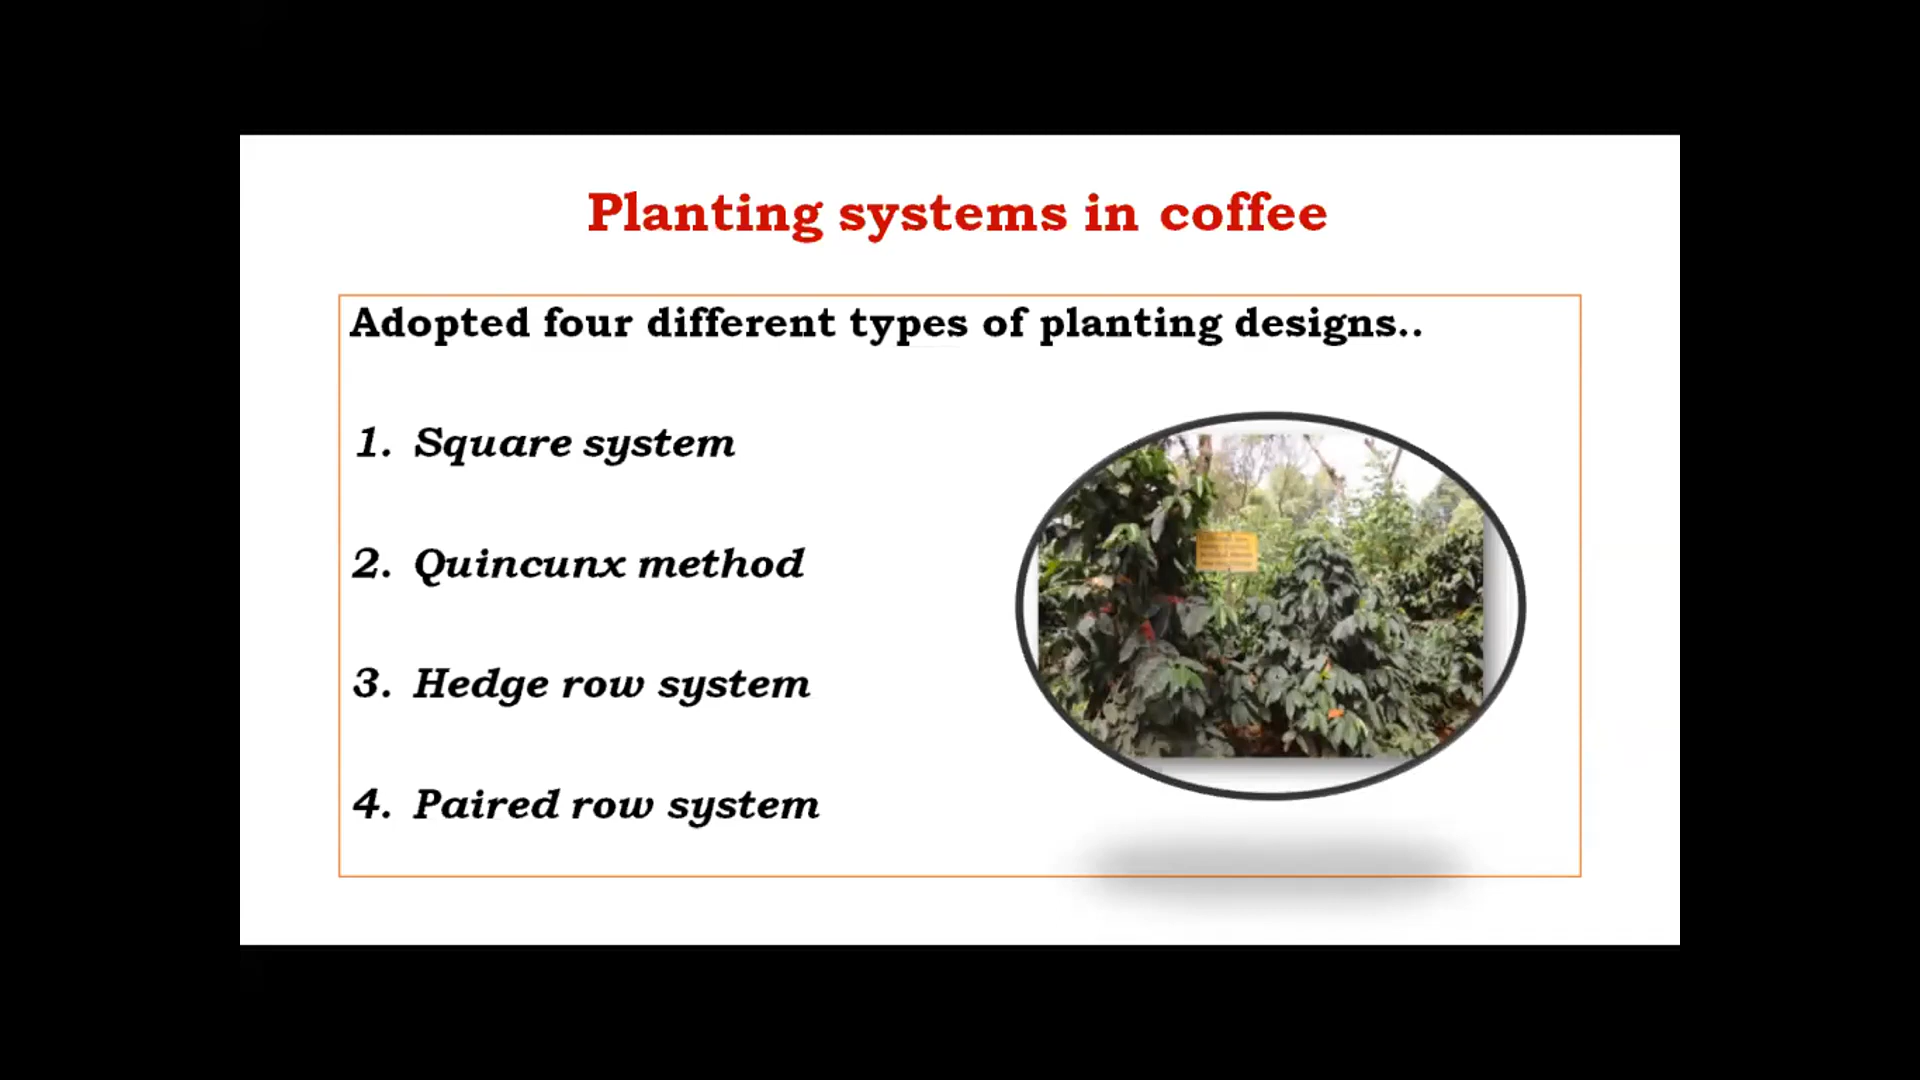 Planting systems in coffee
Adopted four different types of planting designs..
1. Square system
2. Quincunx method
3. Hedge row system
4. Paired row system